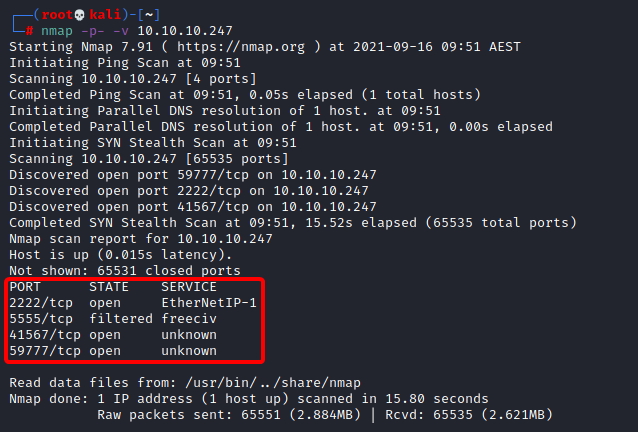 ┌──(root💀kali)-[~]
└─# nmap -p- -v 10.10.10.247
Starting Nmap 7.91 ( https://nmap.org ) at 2021-09-16 09:51 AEST
Initiating Ping Scan at 09:51
Scanning 10.10.10.247 [4 ports]
Completed Ping Scan at 09:51, 0.05s elapsed (1 total hosts)
Initiating Parallel DNS resolution of 1 host. at 09:51
Completed Parallel DNS resolution of 1 host. at 09:51, 0.00s elapsed
Initiating SYN Stealth Scan at 09:51
Scanning 10.10.10.247 [65535 ports]
Discovered open port 59777/tcp on 10.10.10.247
Discovered open port 2222/tcp on 10.10.10.247
Discovered open port 41567/tcp on 10.10.10.247
Completed SYN Stealth Scan at 09:51, 15.52s elapsed (65535 total ports)
Nmap scan report for 10.10.10.247
Host is up (0.015s latency).
Not shown: 65531 closed ports
PORT      STATE    SERVICE
2222/tcp  open     EtherNetIP-1
5555/tcp  filtered freeciv
41567/tcp open     unknown
59777/tcp open     unknown
Read data files from: /usr/bin/../share/nmap
Nmap done: 1 IP address (1 host up) scanned in 15.80 seconds
Raw packets sent: 65551 (2.884MB) | Rcvd: 65535 (2.621MB)